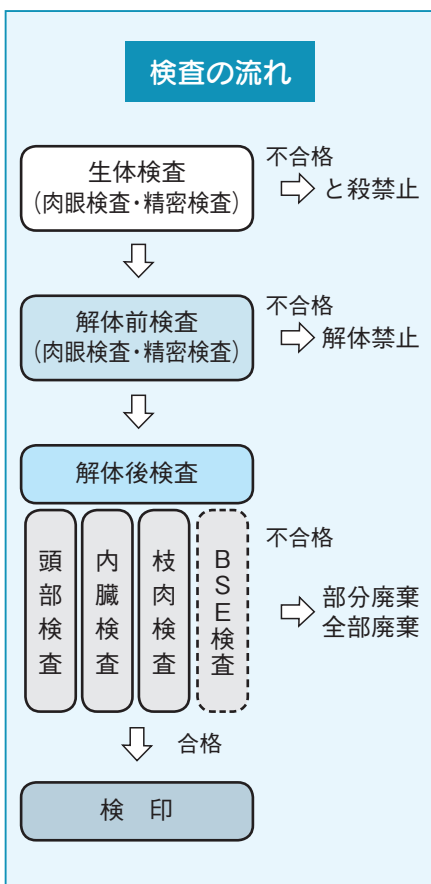 検査の流れ
生体検査
（肉眼検査・精密検査）
不合格
と殺禁止
解体前検査
（肉眼検査・精密検査）
不合格
解体禁止
解体後検査
頭部検査
内臓検査
枝肉検査
BSE検査
不合格
部分廃棄
全部廃棄
合格
検　印